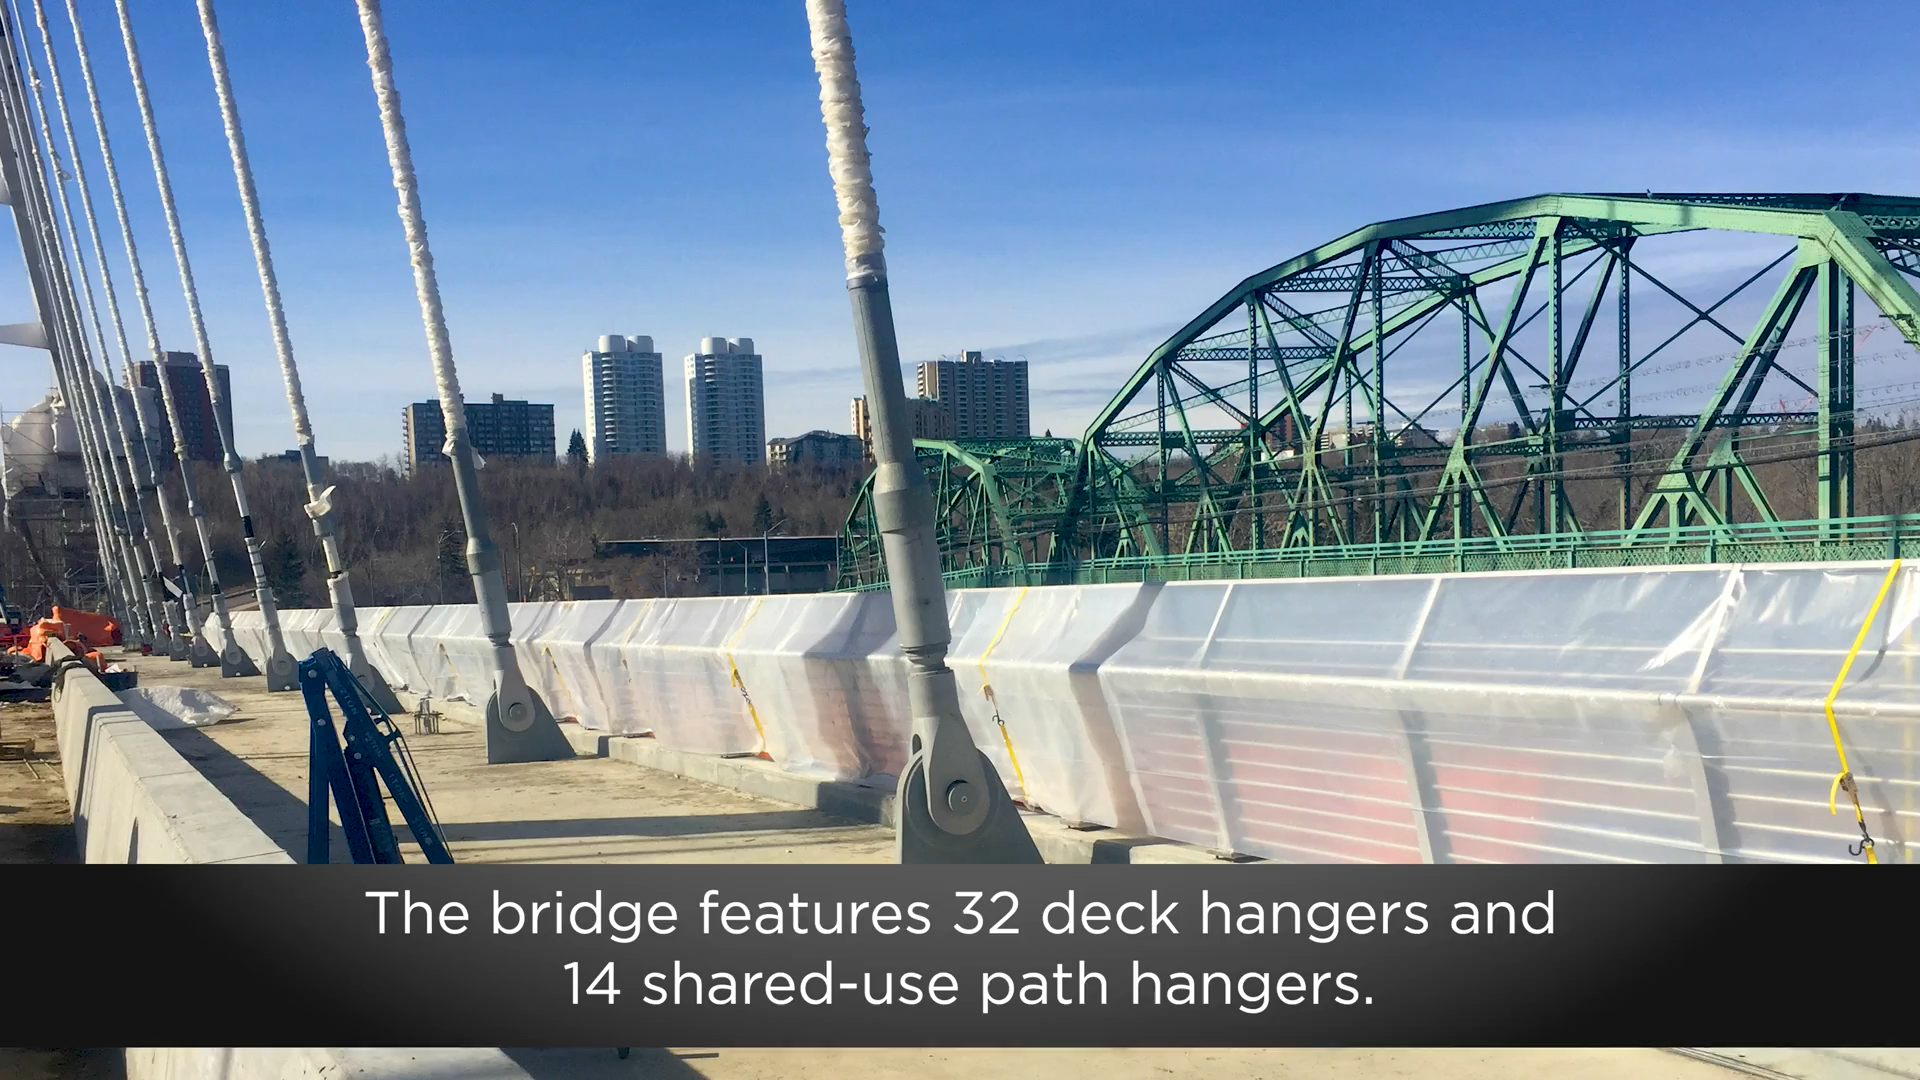 The bridge features 32 deck hangers and
14 shared-use path hangers.